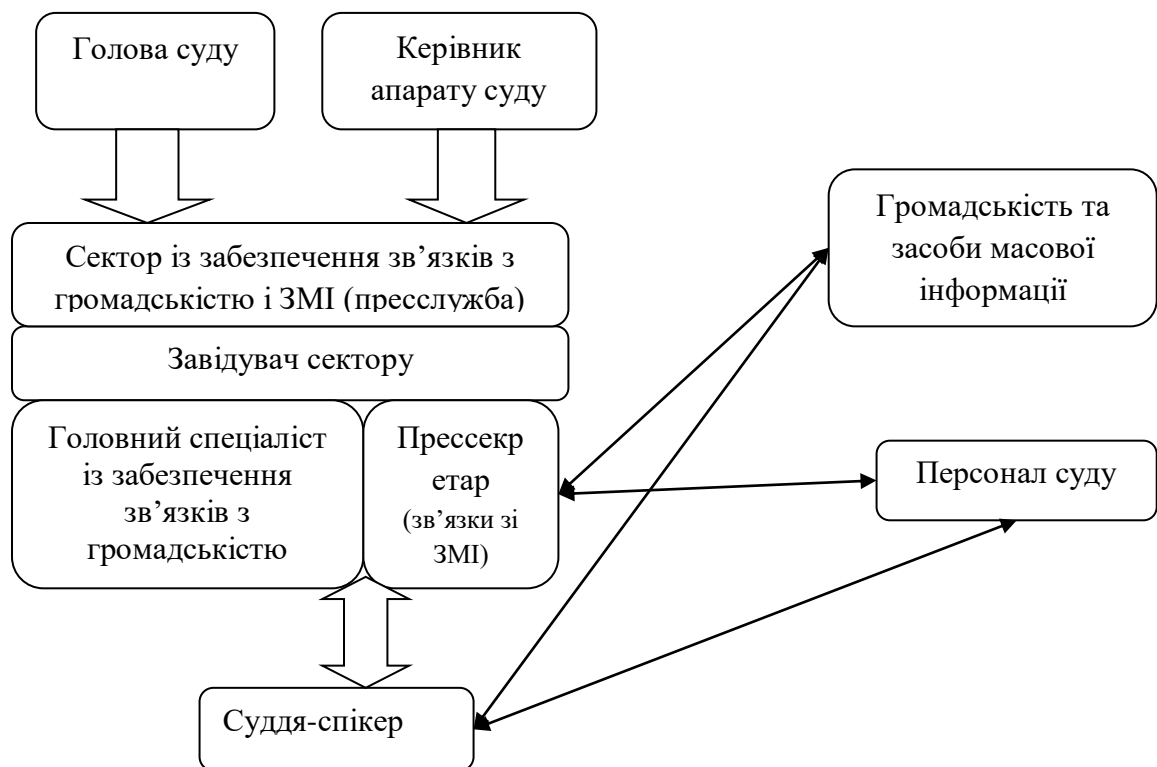 Голова суду
Керівник
апарату суду
Сектор із забезпечення зв’язків з
громадськістю і ЗМІ (пресслужба)
Завідувач сектору
Головний спеціаліст
із забезпечення
зв’язків з
громадськістю
Прессекр
етар
(зв’язки зі
ЗМІ)
Суддя-спікер
Громадськість та
засоби масової
інформації
Персонал суду